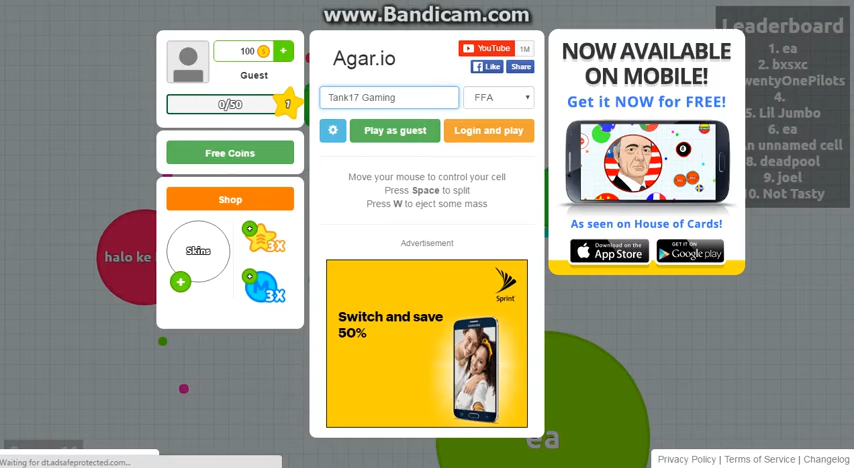 www.Bandicam.com
100
Guest
0/50
1
Free Coins
Shop
Skins
3X
M
3X
halo ke
Agar.io
YouTube 1M
Like Share
Tank17 Gaming
FFA
Play as guest
Login and play
Move your mouse to control your cell
Press Space to split
Press W to eject some mass
Advertisement
Sprint
Switch and save
50%
NOW AVAILABLE
ON MOBILE!
Get it NOW for FREE!
As seen on House of Cards!
Download on the
App Store
GET IT ON
Google play
Leaderboard
1. ea
2. bxsxc
wentyOnePilots
4.
5. Lil Jumbo
6. ea
n unnamed cell
8. deadpool
9. joel
10. Not Tasty
ea
Waiting for dt.adsafeprotected.com...
Privacy Policy | Terms of Service | Changelog